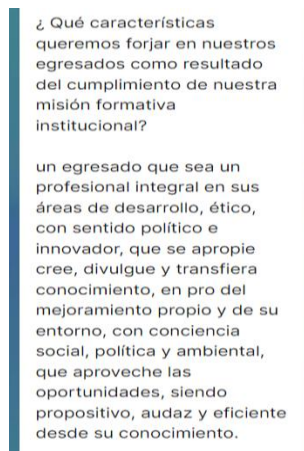 ¿ Qué características
queremos forjar en nuestros
egresados como resultado
del cumplimiento de nuestra
misión formativa
institucional?
un egresado que sea un
profesional integral en sus
áreas de desarrollo, ético,
con sentido político e
innovador, que se apropie
cree, divulgue y transfiera
conocimiento, en pro del
mejoramiento propio y de su
entorno, con conciencia
social, política y ambiental,
que aproveche las
oportunidades, siendo
propositivo, audaz y eficiente
desde su conocimiento.